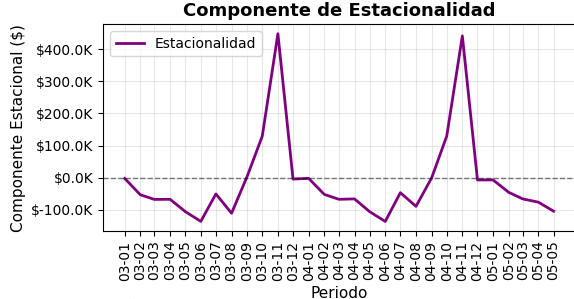 Componente de Estacionalidad
Componente Estacional ($)
$400.0K
$300.0K
$200.0K
$100.0K
$0.0K
$-100.0K
Estacionalidad
03-01
03-02
03-03
03-04
03-05
03-06
03-07
03-08
03-09
03-10
03-11
03-12
04-01
04-02
04-03
04-04
04-05
04-06
04-07
04-08
04-09
04-10
04-11
04-12
05-01
05-02
05-03
05-04
05-05
Periodo